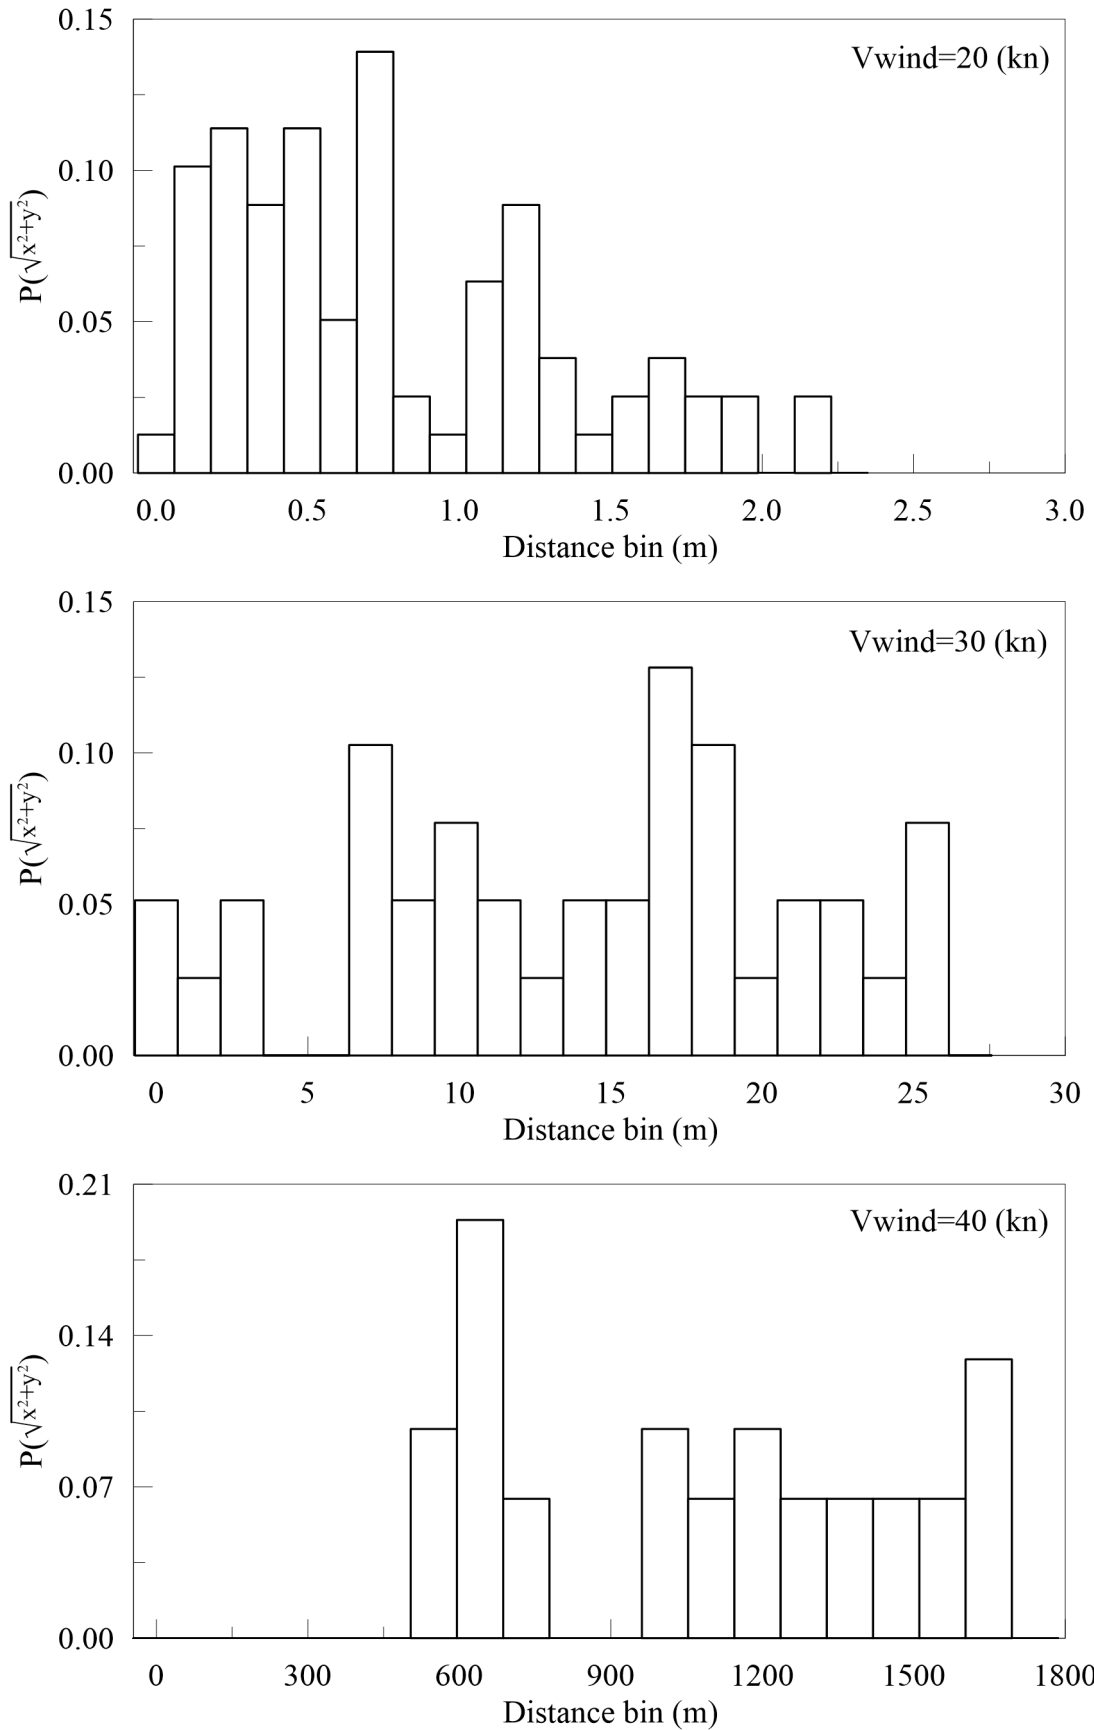 0.15
Vwind=20 (kn)
0.10
P(√x²+y²)
0.05
0.00
0.0 0.5 1.0 1.5 2.0 2.5 3.0
Distance bin (m)
0.15
Vwind=30 (kn)
0.10
P(√x²+y²)
0.05
0.00
0 5 10 15 20 25 30
Distance bin (m)
0.21
Vwind=40 (kn)
0.14
P(√x²+y²)
0.07
0.00
0 300 600 900 1200 1500 1800
Distance bin (m)